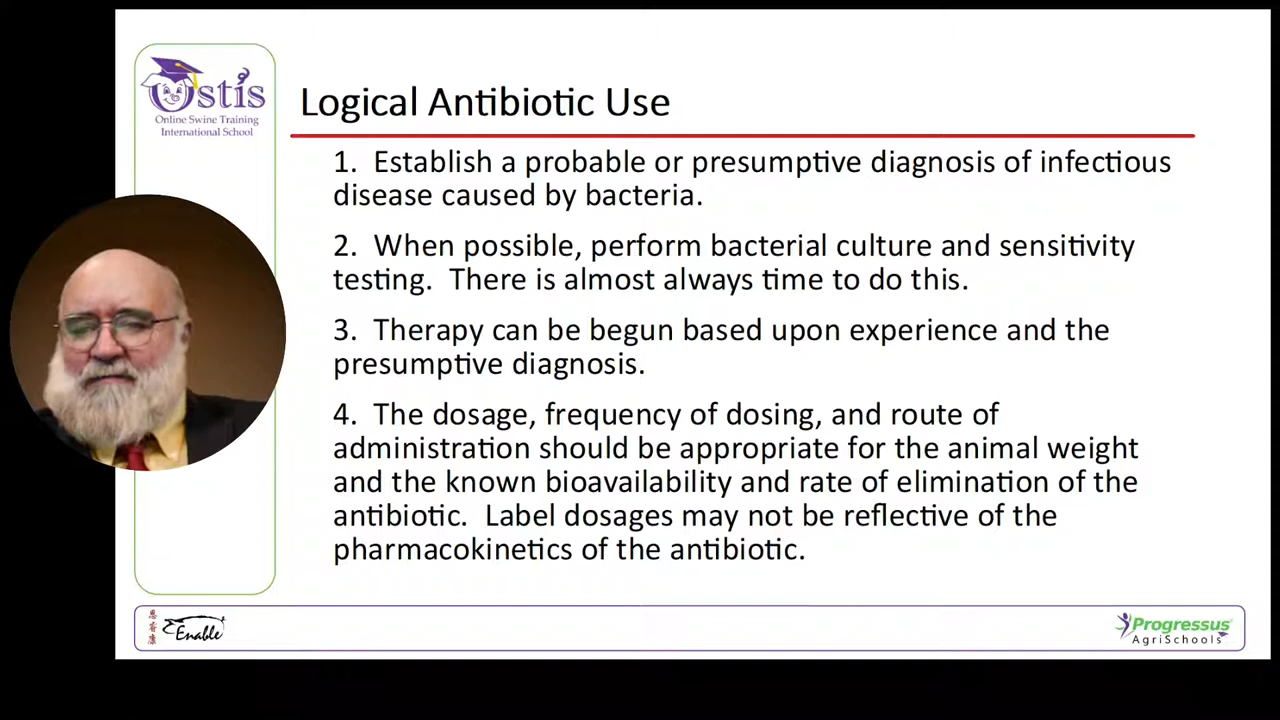 Ostis
Online Swine Training
International School
Logical Antibiotic Use
1. Establish a probable or presumptive diagnosis of infectious
disease caused by bacteria.
2. When possible, perform bacterial culture and sensitivity
testing. There is almost always time to do this.
3. Therapy can be begun based upon experience and the
presumptive diagnosis.
4. The dosage, frequency of dosing, and route of
administration should be appropriate for the animal weight
and the known bioavailability and rate of elimination of the
antibiotic. Label dosages may not be reflective of the
pharmacokinetics of the antibiotic.
恩睿康
Enable
Progressus
AgriSchools